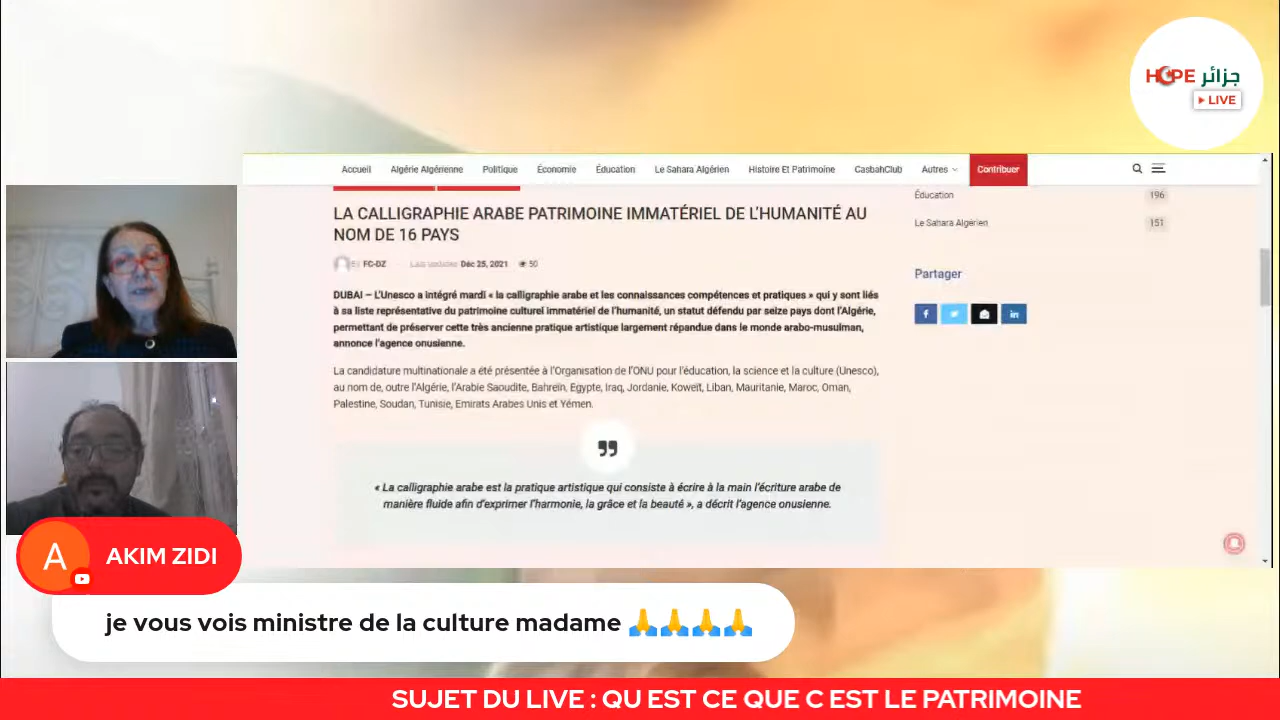 HOPE جزائر
LIVE
Accueil Algérie Algérienne Politique Économie Éducation Le Sahara Algérien Histoire Et Patrimoine CasbahClub Autres Contribuer
LA CALLIGRAPHIE ARABE PATRIMOINE IMMATÉRIEL DE L'HUMANITÉ AU
NOM DE 16 PAYS
By FC-DZ Last updated Déc 25, 2021 50
DUBAI – L'Unesco a intégré mardi « la calligraphie arabe et les connaissances compétences et pratiques » qui y sont liés
à sa liste représentative du patrimoine culturel immatériel de l'humanité, un statut défendu par seize pays dont l'Algérie,
permettant de préserver cette très ancienne pratique artistique largement répandue dans le monde arabo-musulman,
annonce l'agence onusienne.
La candidature multinationale a été présentée à l'Organisation de l'ONU pour l'éducation, la science et la culture (Unesco),
au nom de, outre l'Algérie, l'Arabie Saoudite, Bahreïn, Egypte, Iraq, Jordanie, Koweït, Liban, Mauritanie, Maroc, Oman,
Palestine, Soudan, Tunisie, Emirats Arabes Unis et Yémen.
« La calligraphie arabe est la pratique artistique qui consiste à écrire à la main l'écriture arabe de
manière fluide afin d'exprimer l'harmonie, la grâce et la beauté », a décrit l'agence onusienne.
Éducation 196
Le Sahara Algérien 151
Partager
A AKIM ZIDI
je vous vois ministre de la culture madame 🙏🙏🙏🙏
SUJET DU LIVE : QU EST CE QUE C EST LE PATRIMOINE